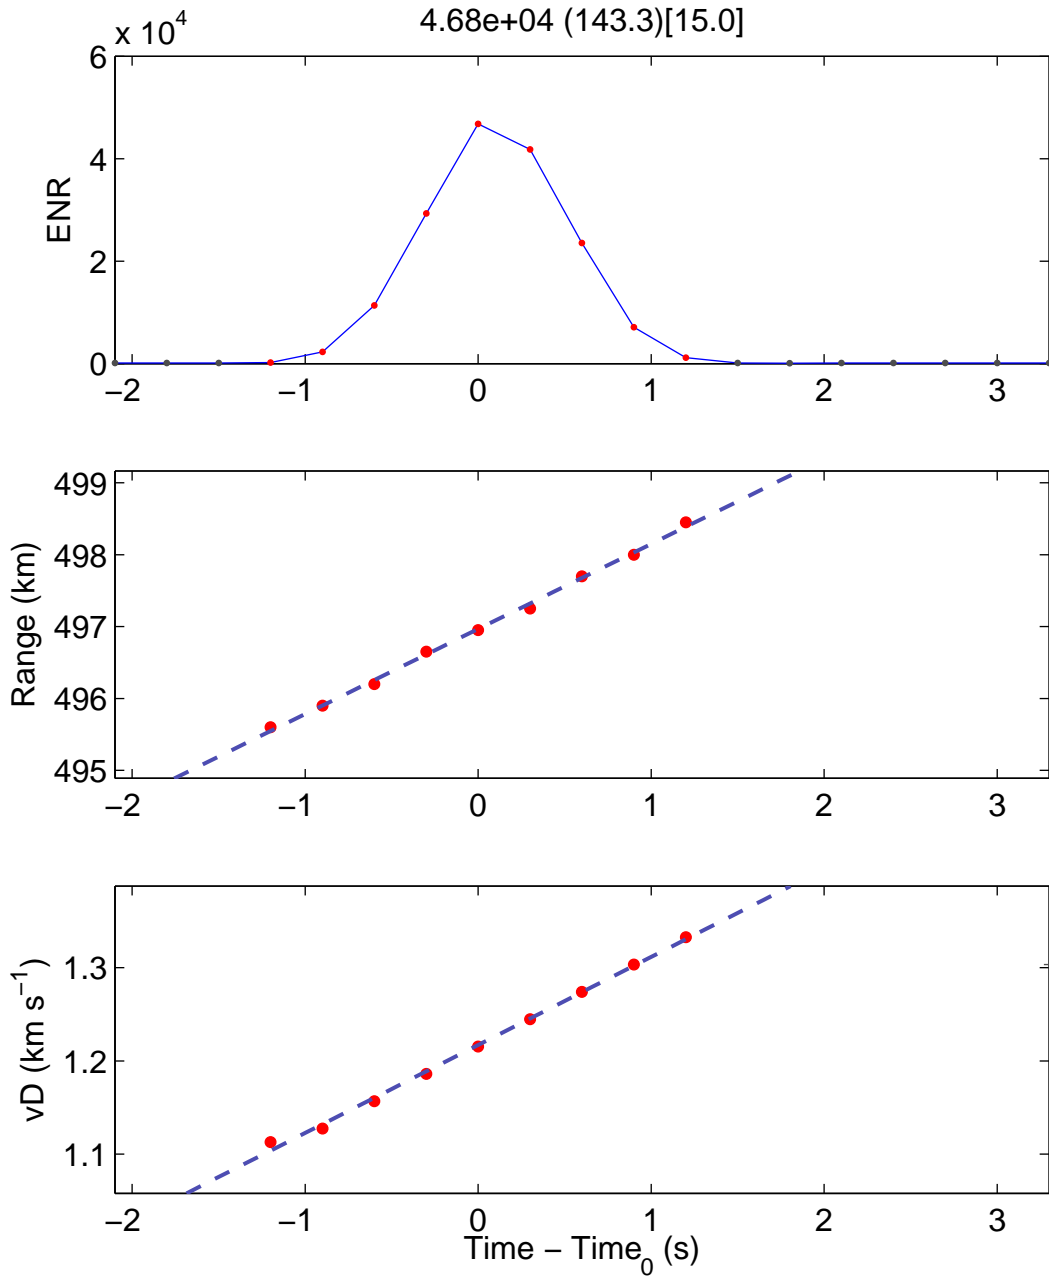 4.68e+04 (143.3)[15.0]
x 10^4
6
4
2
0
ENR
−2 −1 0 1 2 3
499
498
497
496
495
Range (km)
−2 −1 0 1 2 3
1.3
1.2
1.1
vD (km s^−1)
−2 −1 0 1 2 3
Time − Time_0 (s)